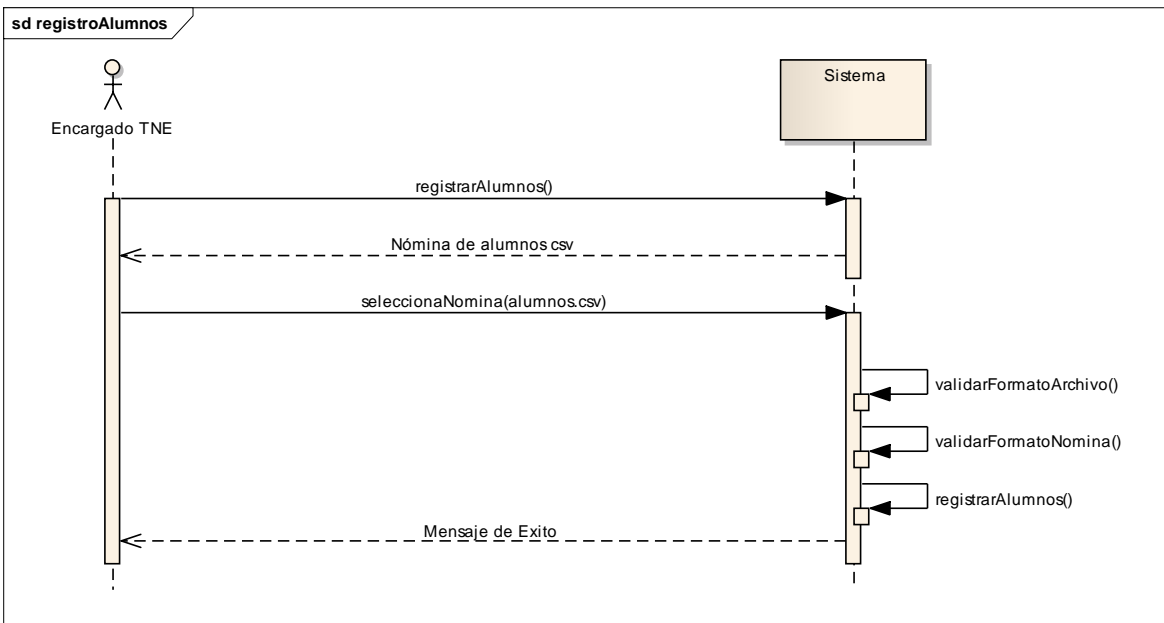 sd registroAlumnos
Encargado TNE
Sistema
registrarAlumnos()
Nómina de alumnos csv
seleccionaNomina(alumnos.csv)
validarFormatoArchivo()
validarFormatoNomina()
registrarAlumnos()
Mensaje de Exito